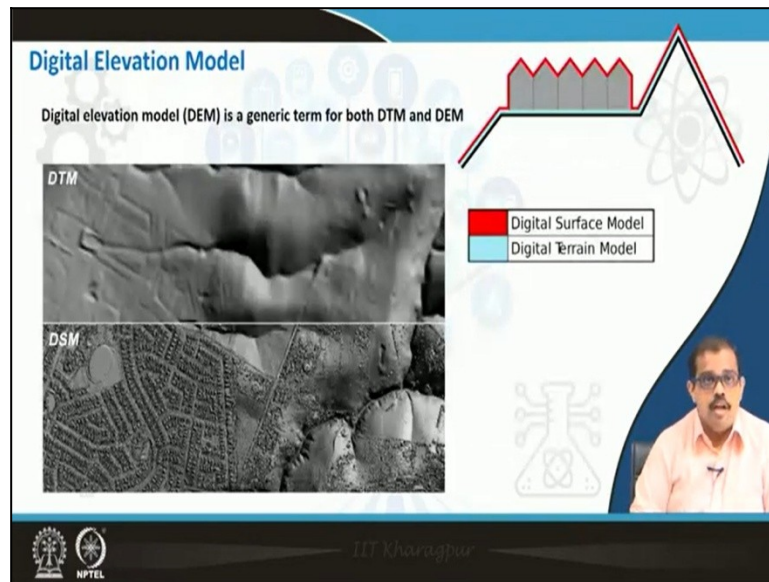 Digital Elevation Model
Digital elevation model (DEM) is a generic term for both DTM and DEM
DTM
DSM
Digital Surface Model
Digital Terrain Model
NPTEL
IIT Kharagpur